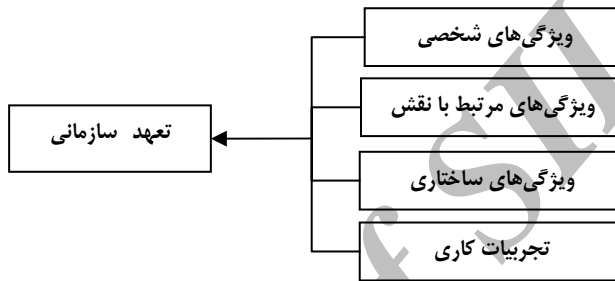 ویژگی‌های شخصی
ویژگی‌های مرتبط با نقش
تعهد سازمانی
ویژگی‌های ساختاری
تجربیات کاری